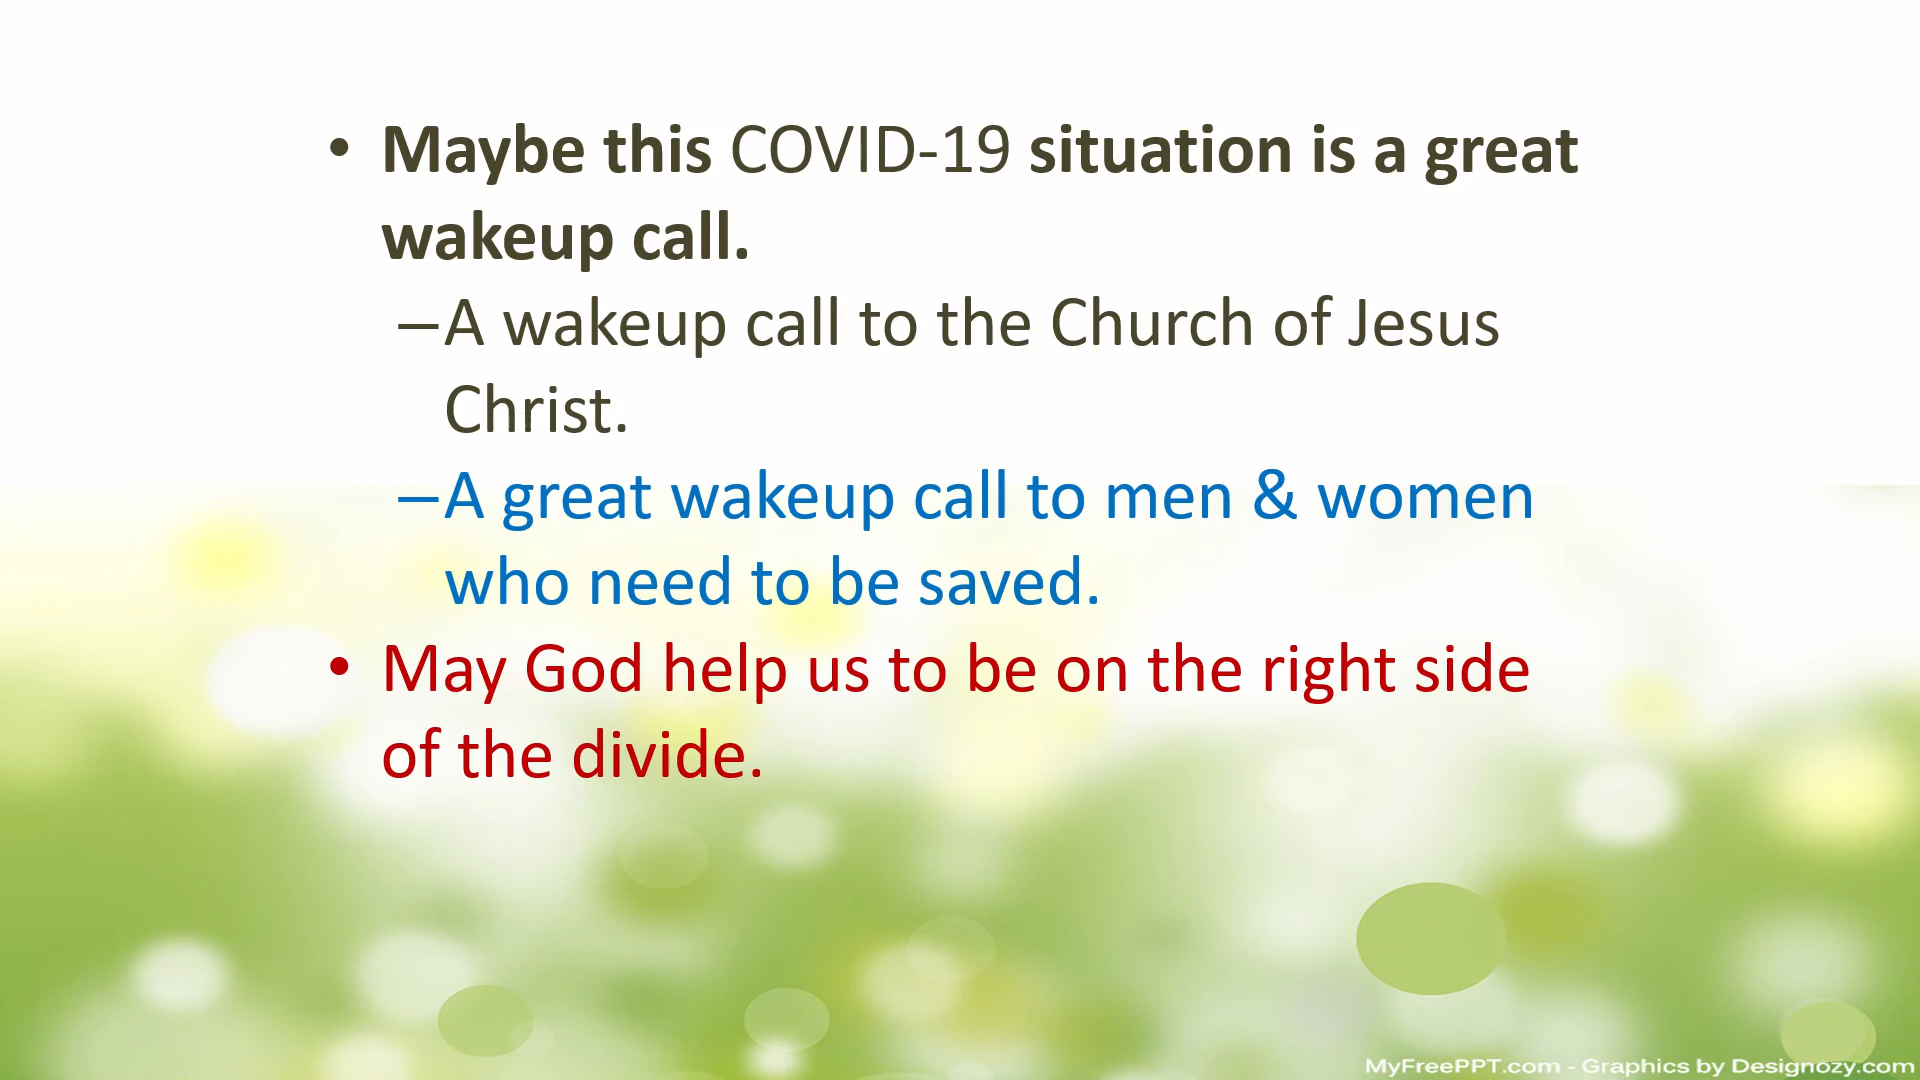 • Maybe this COVID-19 situation is a great
wakeup call.
–A wakeup call to the Church of Jesus
Christ.
–A great wakeup call to men & women
who need to be saved.
• May God help us to be on the right side
of the divide.
MyFreePPT.com - Graphics by Designozy.com